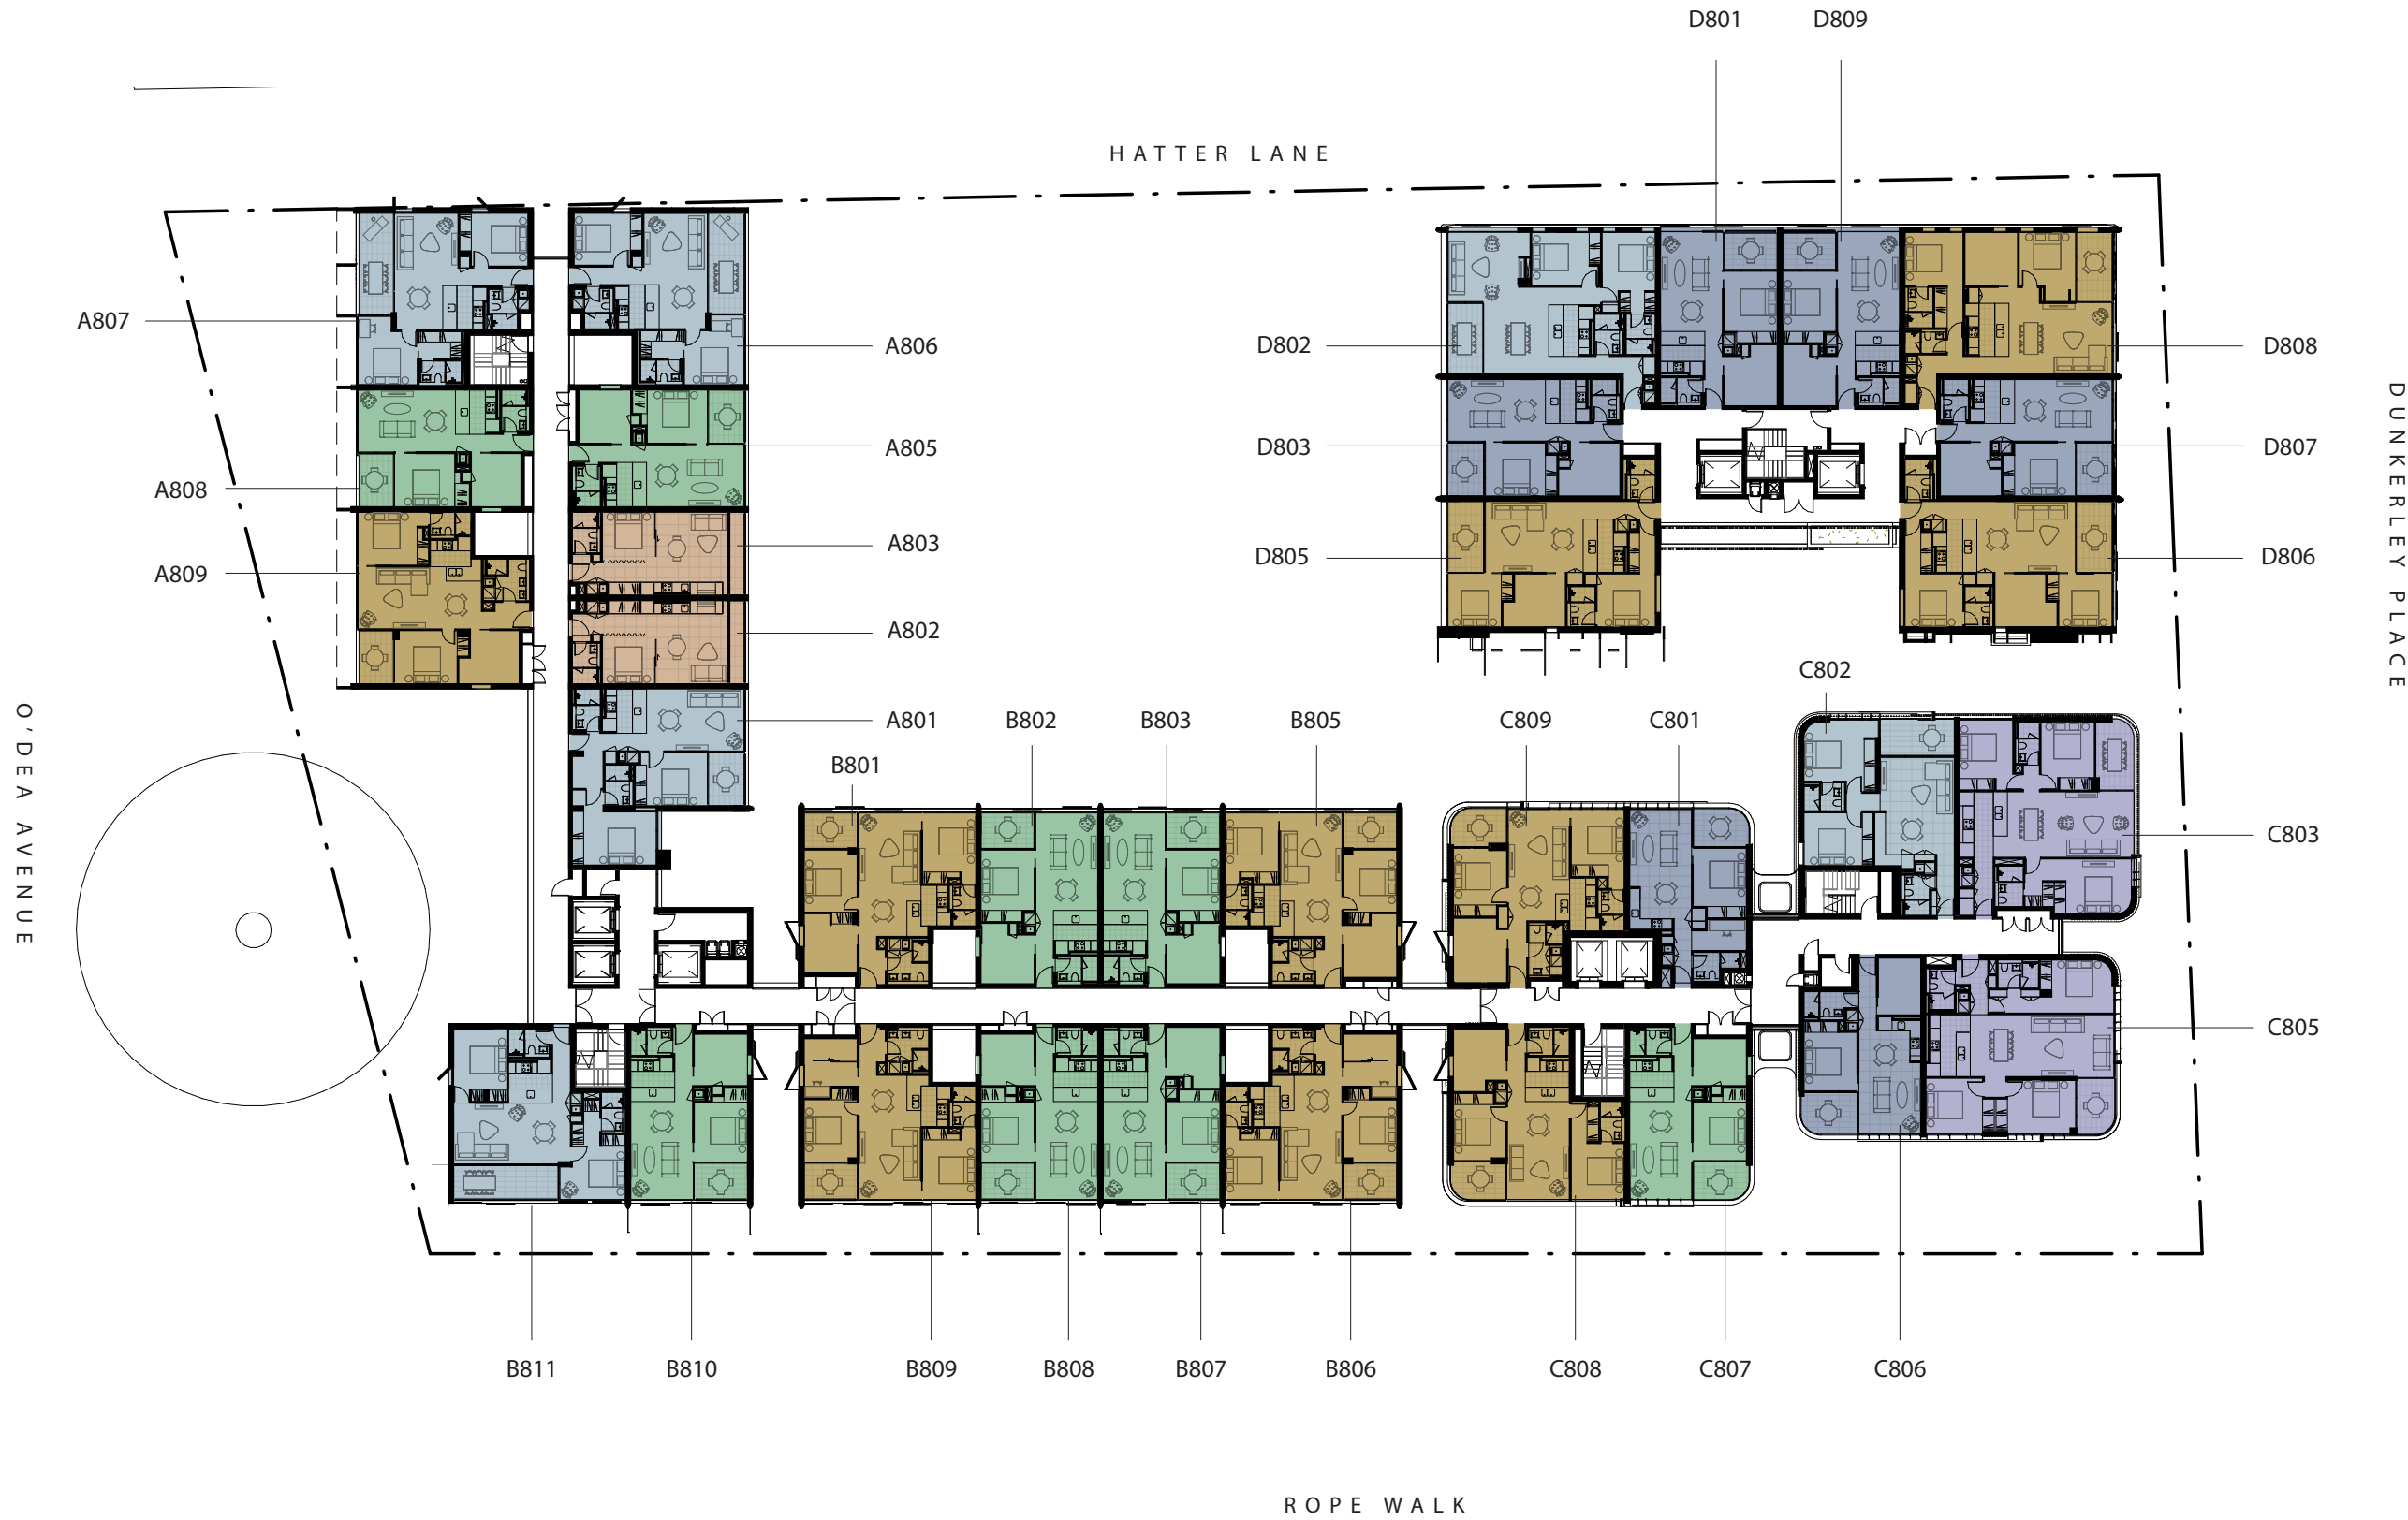 D801 D809
HATTER LANE
A807
A806
D802
D808
DUNKERLEY PLACE
A805
D803
D807
A808
A803
D805
D806
A809
A802
C802
O'DEA AVENUE
A801
B802
B803
B805
C809
C801
B801
C803
C805
B811
B810
B809
B808
B807
B806
C808
C807
C806
ROPE WALK